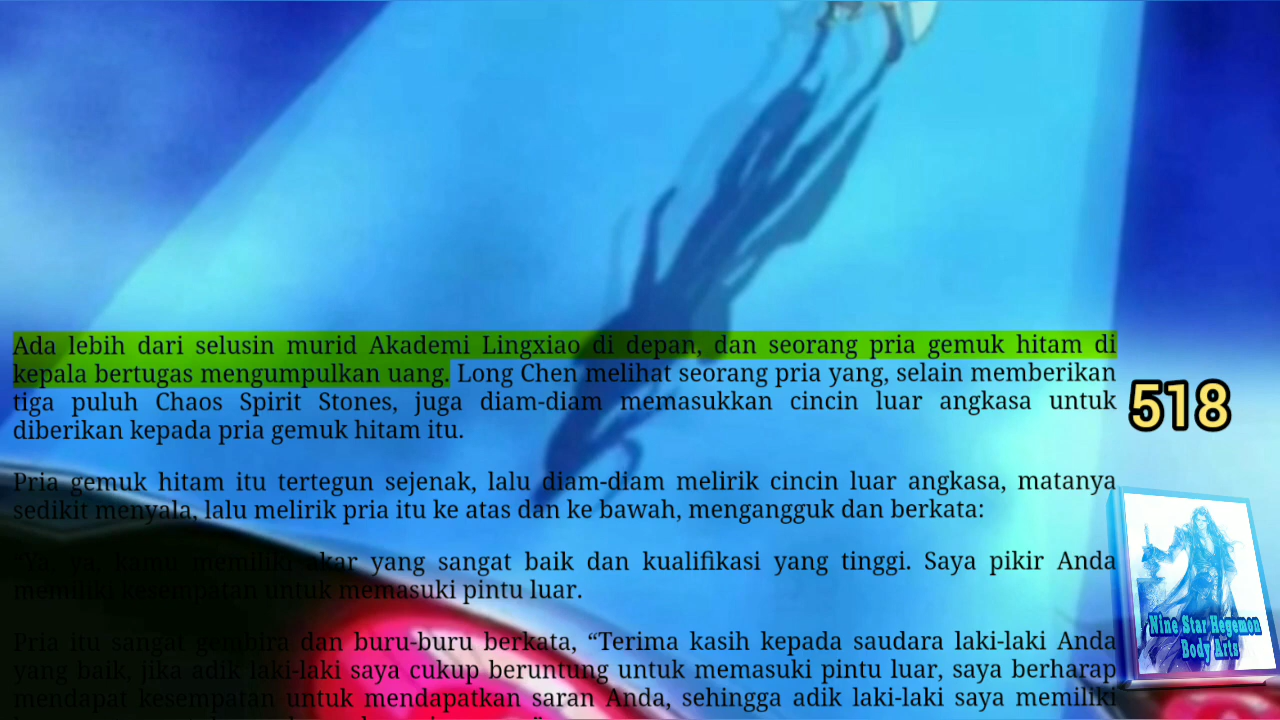 Ada lebih dari selusin murid Akademi Lingxiao di depan, dan seorang pria gemuk hitam di
kepala bertugas mengumpulkan uang. Long Chen melihat seorang pria yang, selain memberikan
tiga puluh Chaos Spirit Stones, juga diam-diam memasukkan cincin luar angkasa untuk
diberikan kepada pria gemuk hitam itu.
518
Pria gemuk hitam itu tertegun sejenak, lalu diam-diam melirik cincin luar angkasa, matanya
sedikit menyala, lalu melirik pria itu ke atas dan ke bawah, mengangguk dan berkata:
“Ya, ya, kamu memiliki akar yang sangat baik dan kualifikasi yang tinggi. Saya pikir Anda
memiliki kesempatan untuk memasuki pintu luar.
Pria itu sangat gembira dan buru-buru berkata, “Terima kasih kepada saudara laki-laki Anda
yang baik, jika adik laki-laki saya cukup beruntung untuk memasuki pintu luar, saya berharap
mendapat kesempatan untuk mendapatkan saran Anda, sehingga adik laki-laki saya memiliki
Nine Star Hegemon
Body Arts